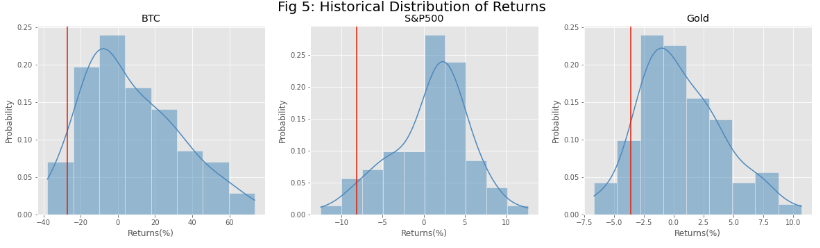 Fig 5: Historical Distribution of Returns
BTC
0.25
0.20
0.15
0.10
0.05
0.00
Probability
−40 −20 0 20 40 60
Returns(%)
S&P500
0.25
0.20
0.15
0.10
0.05
0.00
Probability
−10 −5 0 5 10
Returns(%)
Gold
0.25
0.20
0.15
0.10
0.05
0.00
Probability
−7.5 −5.0 −2.5 0.0 2.5 5.0 7.5 10.0
Returns(%)